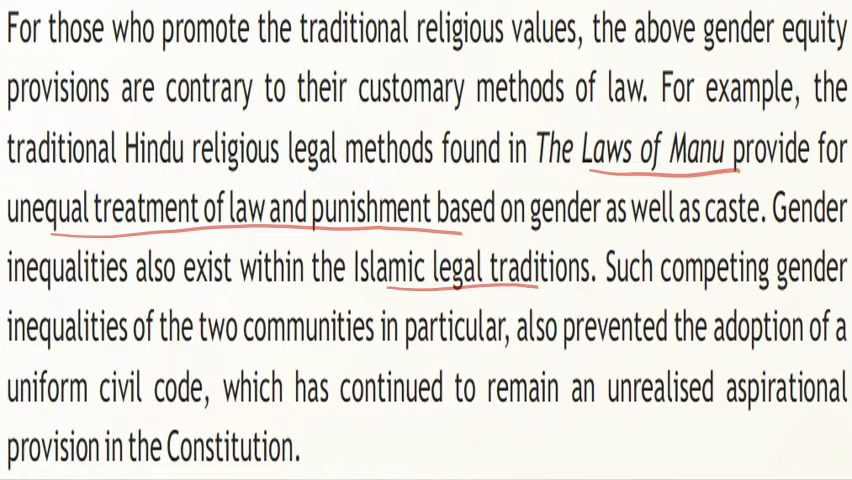 For those who promote the traditional religious values, the above gender equity
provisions are contrary to their customary methods of law. For example, the
traditional Hindu religious legal methods found in The Laws of Manu provide for
unequal treatment of law and punishment based on gender as well as caste. Gender
inequalities also exist within the Islamic legal traditions. Such competing gender
inequalities of the two communities in particular, also prevented the adoption of a
uniform civil code, which has continued to remain an unrealised aspirational
provision in the Constitution.